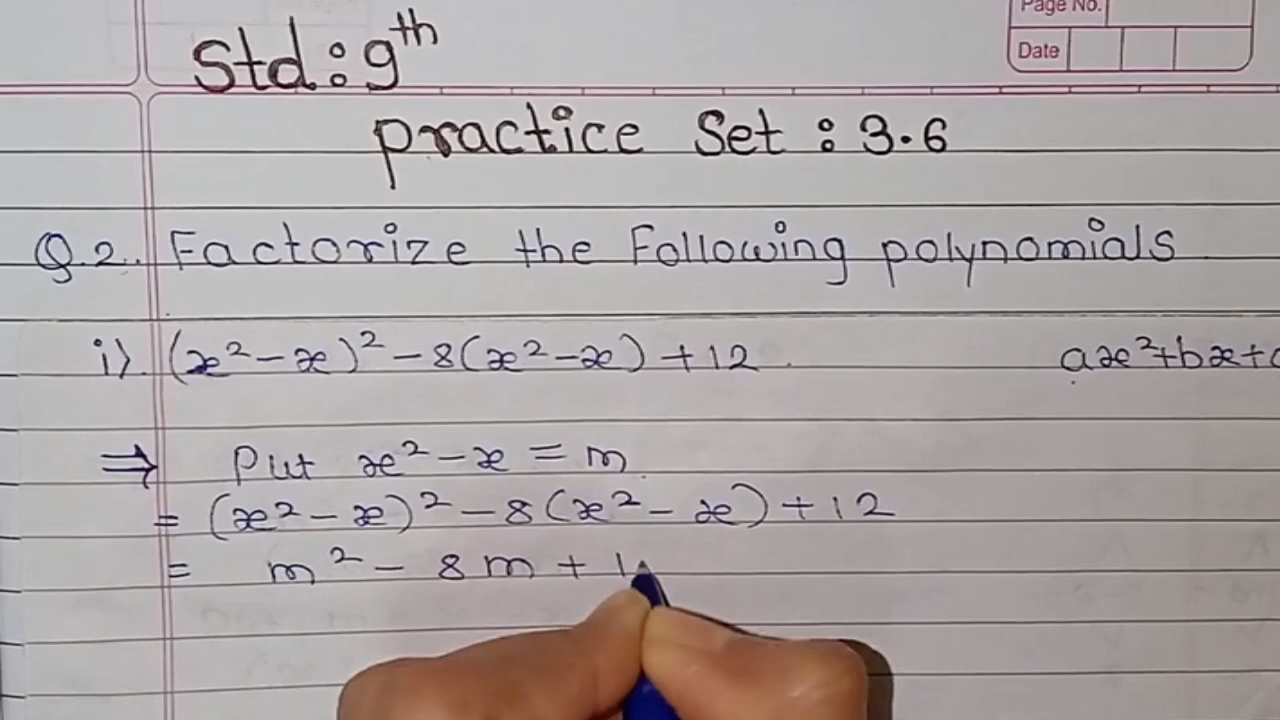 Page No.
Date
Std: 9th
Practice Set: 3.6
Q.2. Factorize the Following polynomials
i) (x²-x)² - 8(x²-x) + 12. ax²+bx+c
⇒ Put x² - x = m.
= (x² - x)² - 8(x² - x) + 12
= m² - 8m + 1